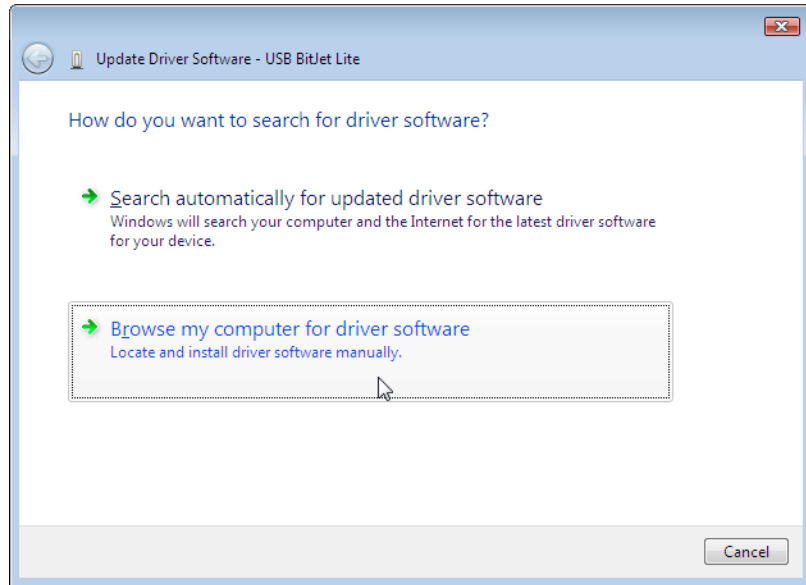 Update Driver Software - USB BitJet Lite
How do you want to search for driver software?
Search automatically for updated driver software
Windows will search your computer and the Internet for the latest driver software
for your device.
Browse my computer for driver software
Locate and install driver software manually.
Cancel